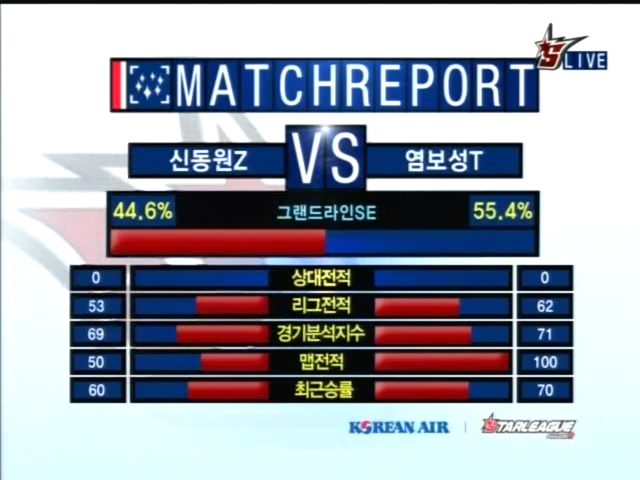 S LIVE
MATCHREPORT
신동원Z VS 염보성T
44.6% 그랜드라인SE 55.4%
0 상대전적 0
53 리그전적 62
69 경기분석지수 71
50 맵전적 100
60 최근승률 70
KOREAN AIR STARLEAGUE